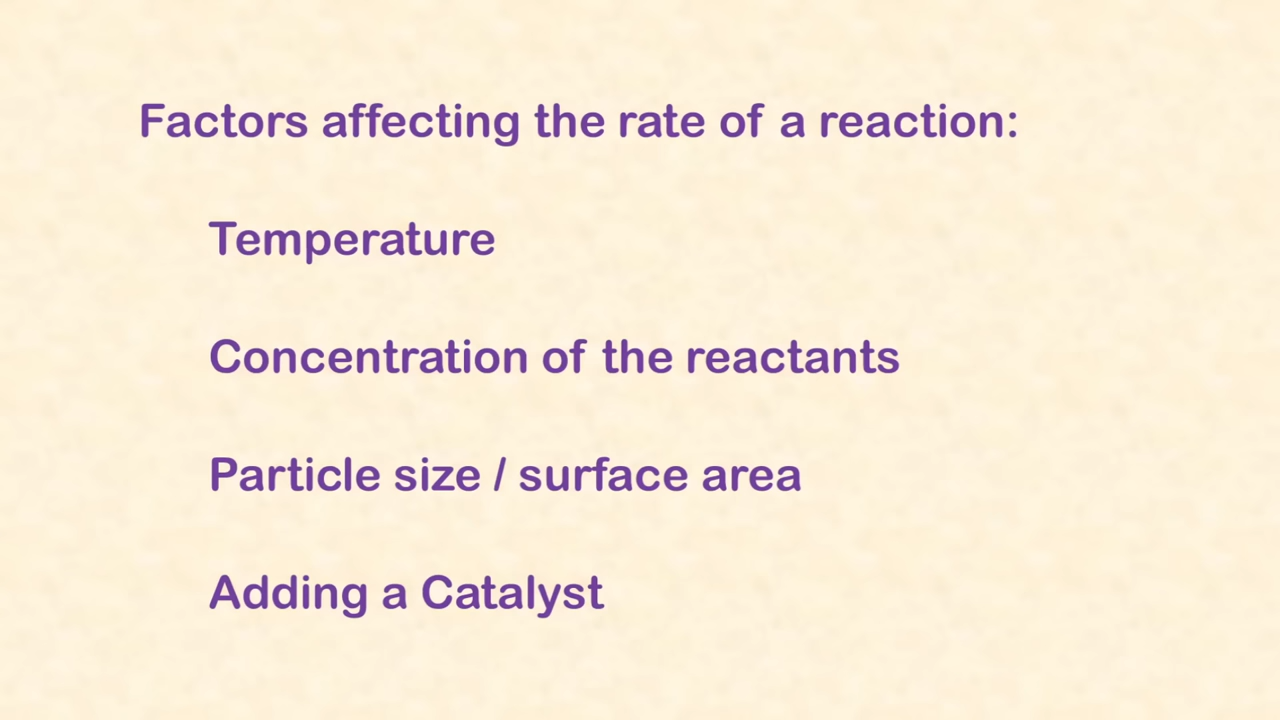 Factors affecting the rate of a reaction:
Temperature
Concentration of the reactants
Particle size / surface area
Adding a Catalyst